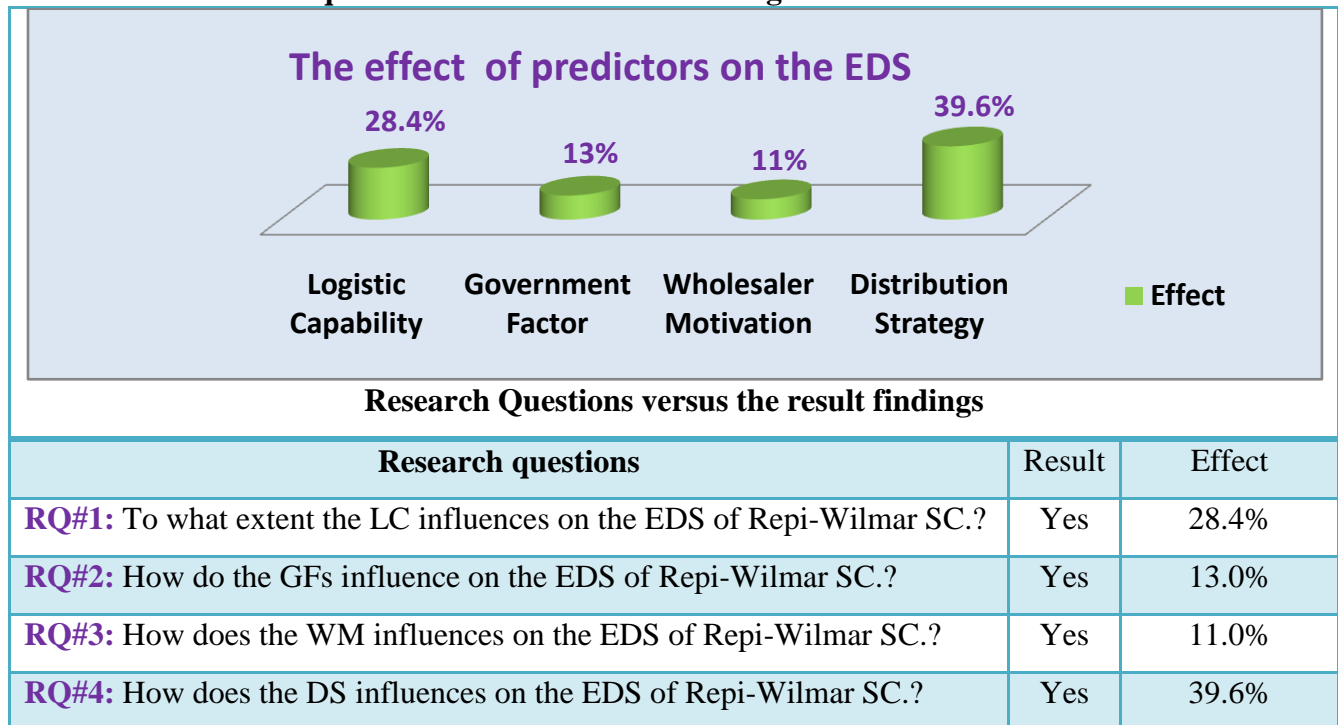 The effect of predictors on the EDS
28.4%
13%
11%
39.6%
Logistic Capability
Government Factor
Wholesaler Motivation
Distribution Strategy
Effect
Research Questions versus the result findings
Research questions Result Effect
RQ#1: To what extent the LC influences on the EDS of Repi-Wilmar SC.? Yes 28.4%
RQ#2: How do the GFs influence on the EDS of Repi-Wilmar SC.? Yes 13.0%
RQ#3: How does the WM influences on the EDS of Repi-Wilmar SC.? Yes 11.0%
RQ#4: How does the DS influences on the EDS of Repi-Wilmar SC.? Yes 39.6%